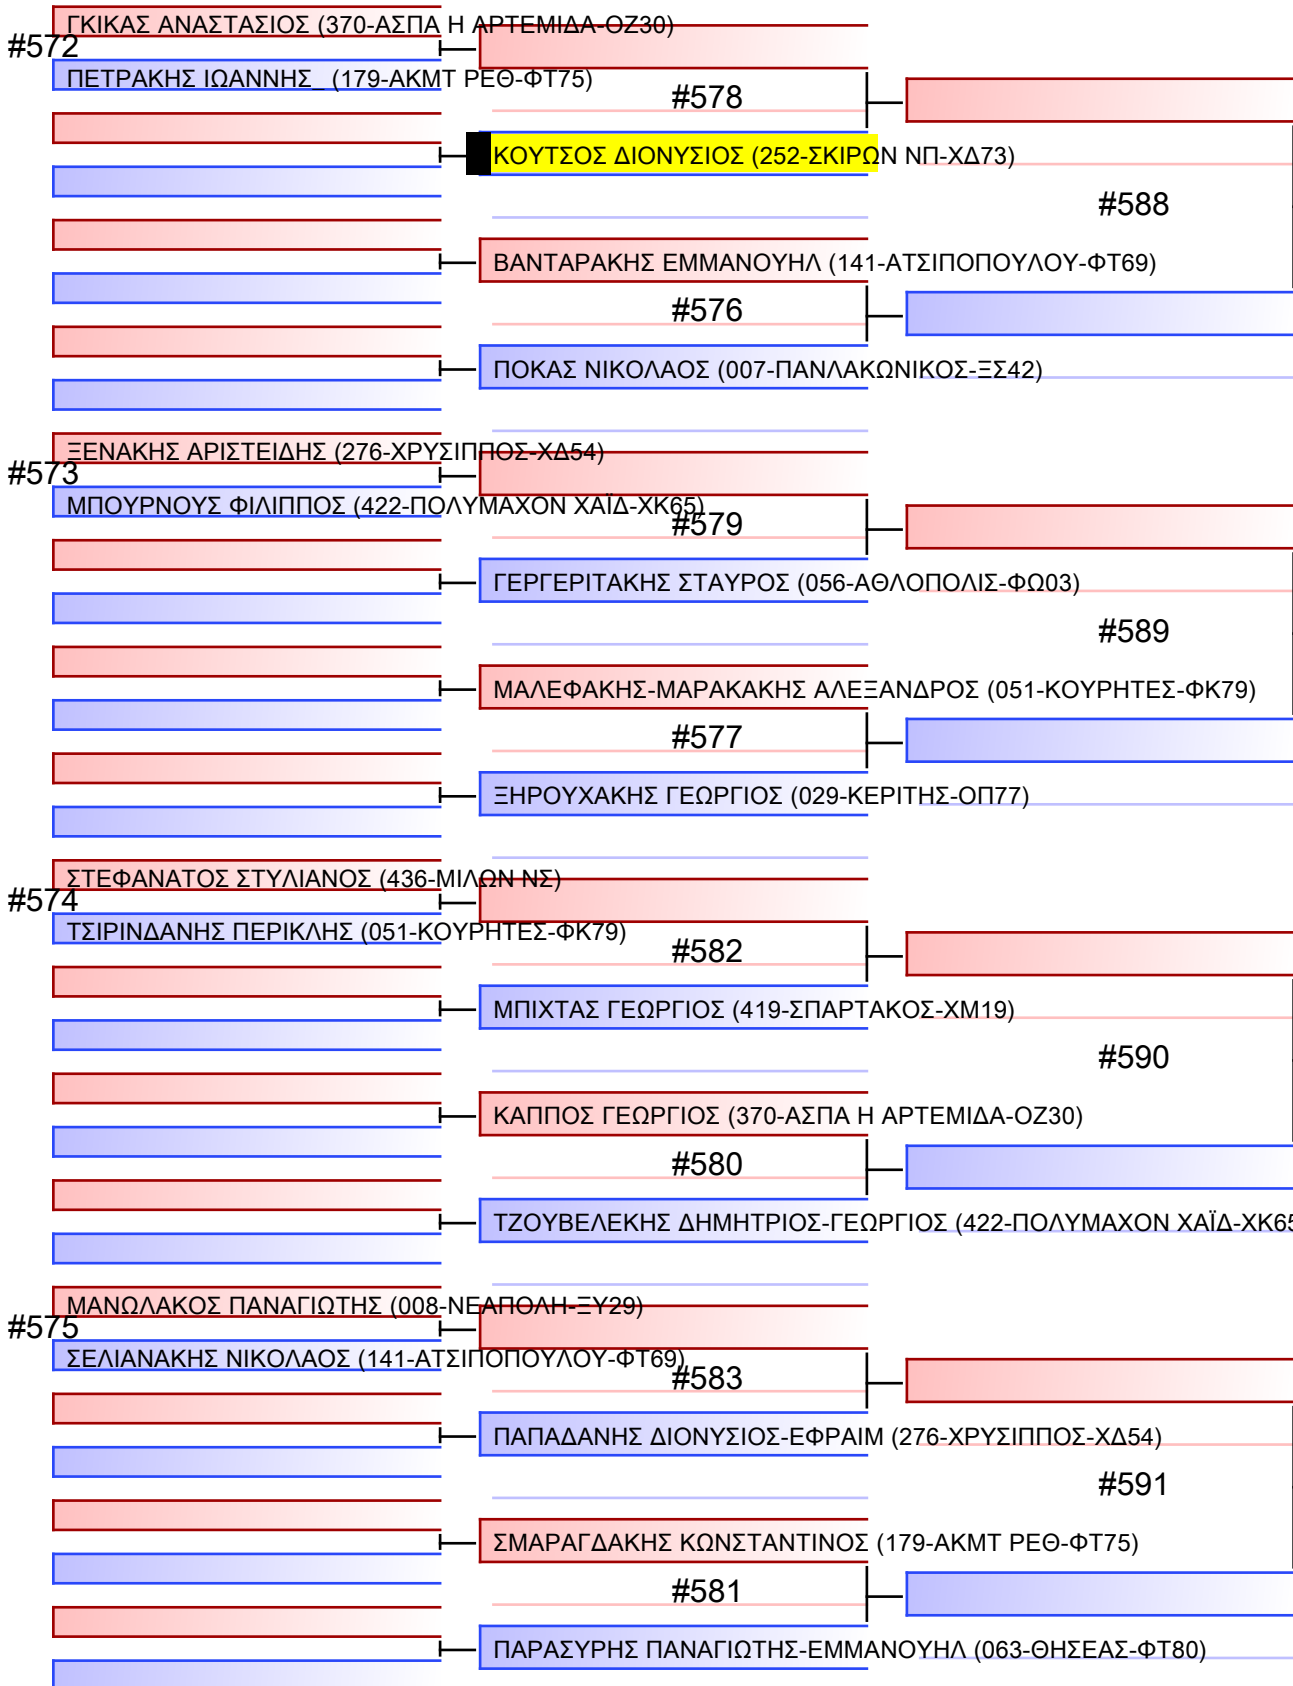 ΓΚΙΚΑΣ ΑΝΑΣΤΑΣΙΟΣ (370-ΑΣΠΑ Η ΑΡΤΕΜΙΔΑ-ΟΖ30)
#572
ΠΕΤΡΑΚΗΣ ΙΩΑΝΝΗΣ_ (179-ΑΚΜΤ ΡΕΘ-ΦΤ75)
#578
ΚΟΥΤΣΟΣ ΔΙΟΝΥΣΙΟΣ (252-ΣΚΙΡΩΝ ΝΠ-ΧΔ73)
#588
ΒΑΝΤΑΡΑΚΗΣ ΕΜΜΑΝΟΥΗΛ (141-ΑΤΣΙΠΟΠΟΥΛΟΥ-ΦΤ69)
#576
ΠΟΚΑΣ ΝΙΚΟΛΑΟΣ (007-ΠΑΝΛΑΚΩΝΙΚΟΣ-ΞΣ42)
ΞΕΝΑΚΗΣ ΑΡΙΣΤΕΙΔΗΣ (276-ΧΡΥΣΙΠΠΟΣ-ΧΔ54)
#573
ΜΠΟΥΡΝΟΥΣ ΦΙΛΙΠΠΟΣ (422-ΠΟΛΥΜΑΧΟΝ ΧΑΪΔ-ΧΚ65)
#579
ΓΕΡΓΕΡΙΤΑΚΗΣ ΣΤΑΥΡΟΣ (056-ΑΘΛΟΠΟΛΙΣ-ΦΩ03)
#589
ΜΑΛΕΦΑΚΗΣ-ΜΑΡΑΚΑΚΗΣ ΑΛΕΞΑΝΔΡΟΣ (051-ΚΟΥΡΗΤΕΣ-ΦΚ79)
#577
ΞΗΡΟΥΧΑΚΗΣ ΓΕΩΡΓΙΟΣ (029-ΚΕΡΙΤΗΣ-ΟΠ77)
ΣΤΕΦΑΝΑΤΟΣ ΣΤΥΛΙΑΝΟΣ (436-ΜΙΛΩΝ ΝΣ)
#574
ΤΣΙΡΙΝΔΑΝΗΣ ΠΕΡΙΚΛΗΣ (051-ΚΟΥΡΗΤΕΣ-ΦΚ79)
#582
ΜΠΙΧΤΑΣ ΓΕΩΡΓΙΟΣ (419-ΣΠΑΡΤΑΚΟΣ-ΧΜ19)
#590
ΚΑΠΠΟΣ ΓΕΩΡΓΙΟΣ (370-ΑΣΠΑ Η ΑΡΤΕΜΙΔΑ-ΟΖ30)
#580
ΤΖΟΥΒΕΛΕΚΗΣ ΔΗΜΗΤΡΙΟΣ-ΓΕΩΡΓΙΟΣ (422-ΠΟΛΥΜΑΧΟΝ ΧΑΪΔ-ΧΚ65
ΜΑΝΩΛΑΚΟΣ ΠΑΝΑΓΙΩΤΗΣ (008-ΝΕΑΠΟΛΗ-ΞΥ29)
#575
ΣΕΛΙΑΝΑΚΗΣ ΝΙΚΟΛΑΟΣ (141-ΑΤΣΙΠΟΠΟΥΛΟΥ-ΦΤ69)
#583
ΠΑΠΑΔΑΝΗΣ ΔΙΟΝΥΣΙΟΣ-ΕΦΡΑΙΜ (276-ΧΡΥΣΙΠΠΟΣ-ΧΔ54)
#591
ΣΜΑΡΑΓΔΑΚΗΣ ΚΩΝΣΤΑΝΤΙΝΟΣ (179-ΑΚΜΤ ΡΕΘ-ΦΤ75)
#581
ΠΑΡΑΣΥΡΗΣ ΠΑΝΑΓΙΩΤΗΣ-ΕΜΜΑΝΟΥΗΛ (063-ΘΗΣΕΑΣ-ΦΤ80)